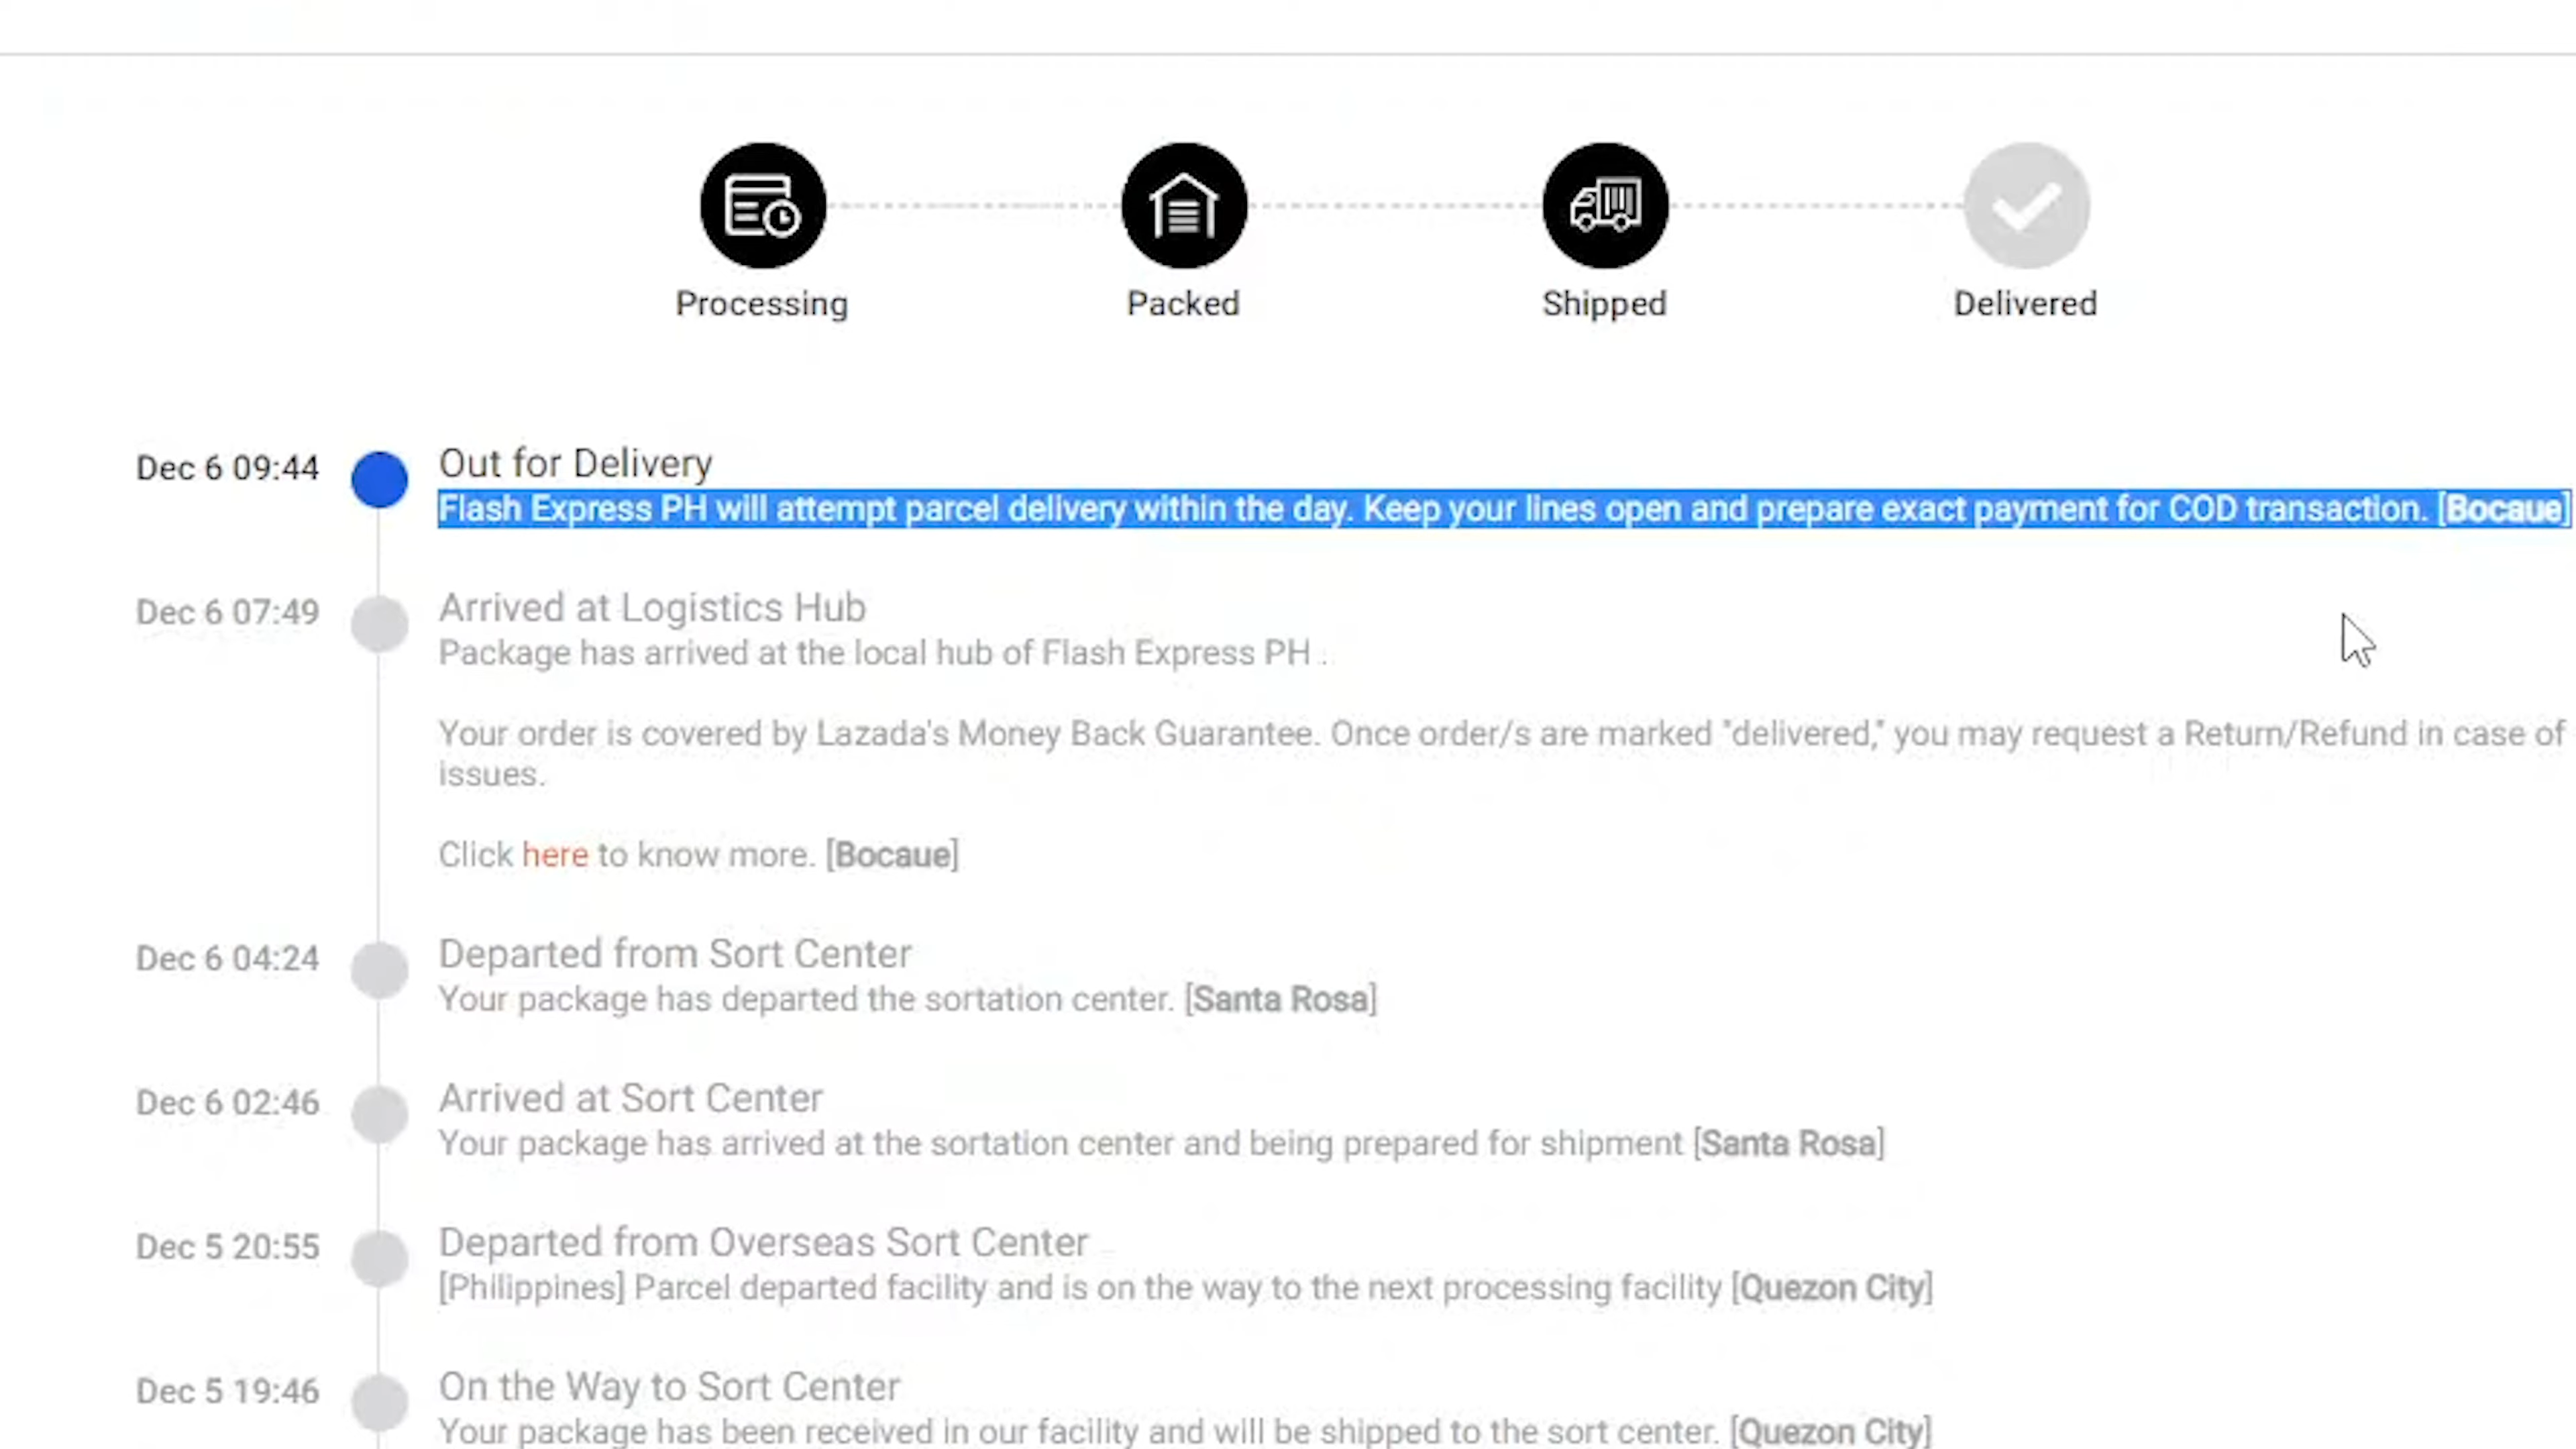 Processing
Packed
Shipped
Delivered
Dec 6 09:44
Out for Delivery
Flash Express PH will attempt parcel delivery within the day. Keep your lines open and prepare exact payment for COD transaction. [Bocaue]
Dec 6 07:49
Arrived at Logistics Hub
Package has arrived at the local hub of Flash Express PH .
Your order is covered by Lazada's Money Back Guarantee. Once order/s are marked "delivered," you may request a Return/Refund in case of
issues.
Click here to know more. [Bocaue]
Dec 6 04:24
Departed from Sort Center
Your package has departed the sortation center. [Santa Rosa]
Dec 6 02:46
Arrived at Sort Center
Your package has arrived at the sortation center and being prepared for shipment [Santa Rosa]
Dec 5 20:55
Departed from Overseas Sort Center
[Philippines] Parcel departed facility and is on the way to the next processing facility [Quezon City]
Dec 5 19:46
On the Way to Sort Center
Your package has been received in our facility and will be shipped to the sort center. [Quezon City]